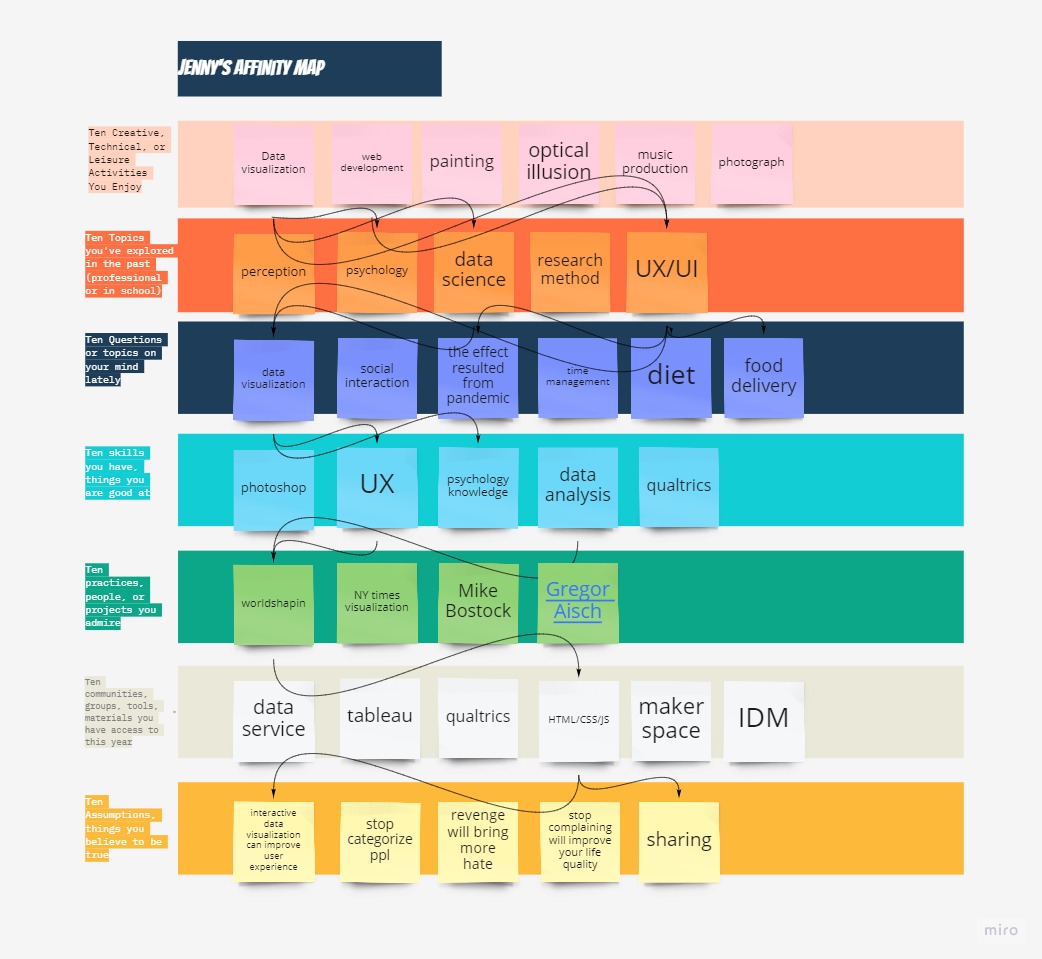 JENNY'S AFFINITY MAP
Ten Creative,
Technical, or
Leisure
Activities
You Enjoy
Data
visualization
web
development
painting
optical
illusion
music
production
photograph
Ten Topics
you've explored
in the past
(professional
or in school)
perception
psychology
data
science
research
method
UX/UI
Ten Questions
or topics on
your mind
lately
data
visualization
social
interaction
the effect
resulted
from
pandemic
time
management
diet
food
delivery
Ten skills
you have,
things you
are good at
photoshop
UX
psychology
knowledge
data
analysis
qualtrics
Ten
practices,
people, or
projects you
admire
worldshapin
NY times
visualization
Mike
Bostock
Gregor
Aisch
Ten
communities,
groups, tools,
materials you
have access to
this year
data
service
tableau
qualtrics
HTML/CSS/JS
maker
space
IDM
Ten
Assumptions,
things you
believe to be
true
interactive
data
visualization
can improve
user
experience
stop
categorize
ppl
revenge
will bring
more
hate
stop
complaining
will improve
your life
quality
sharing
miro